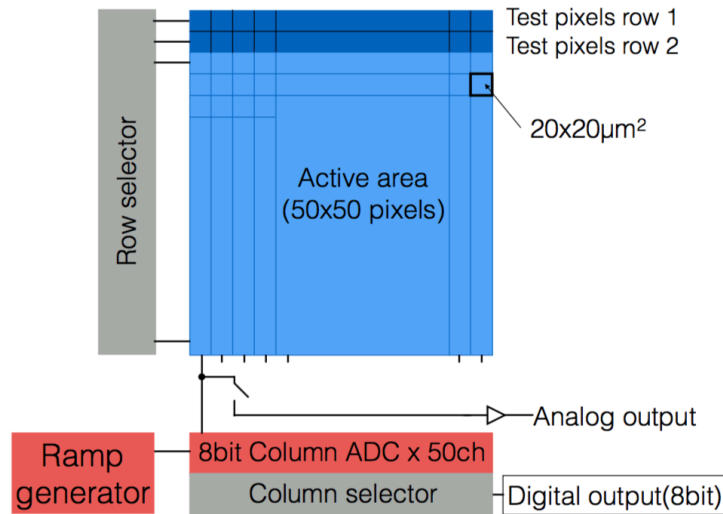 Test pixels row 1
Test pixels row 2
20x20µm²
Row selector
Active area
(50x50 pixels)
Analog output
Ramp
generator
8bit Column ADC x 50ch
Column selector
Digital output(8bit)